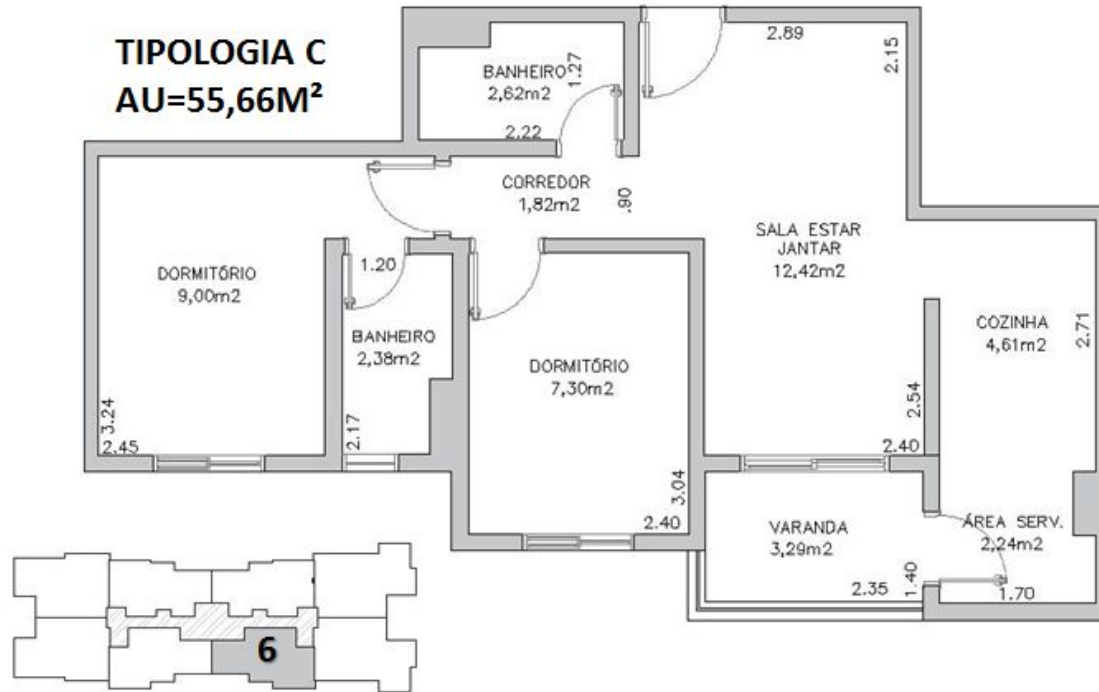 TIPOLOGIA C
AU=55,66M²
BANHEIRO
2,62m2
1.27
2.22
2.89
2.15
CORREDOR
1,82m2
.90
SALA ESTAR
JANTAR
12,42m2
DORMITÓRIO
9,00m2
3.24
2.45
1.20
BANHEIRO
2,38m2
2.17
DORMITÓRIO
7,30m2
3.04
2.40
COZINHA
4,61m2
2.71
2.54
2.40
VARANDA
3,29m2
2.35
1.40
ÁREA SERV.
2,24m2
1.70
6